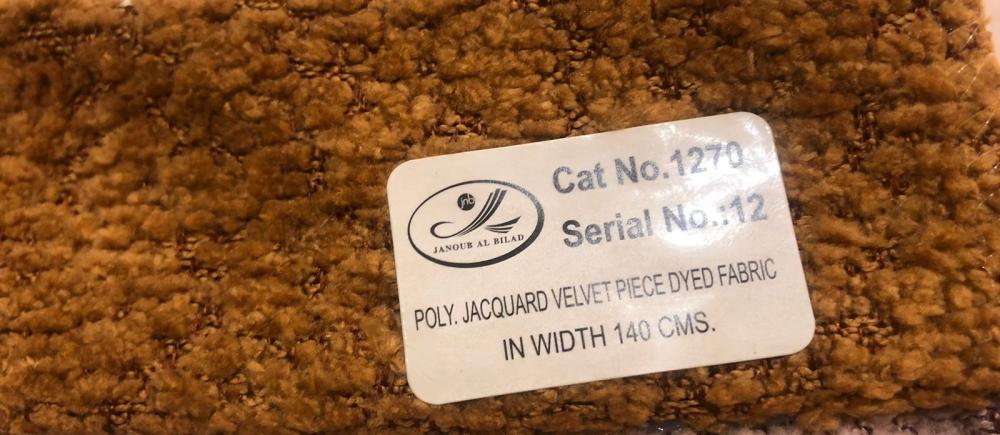 Cat No.1270
Serial No.:12
jnb
JANOUB AL BILAD
POLY. JACQUARD VELVET PIECE DYED FABRIC
IN WIDTH 140 CMS.